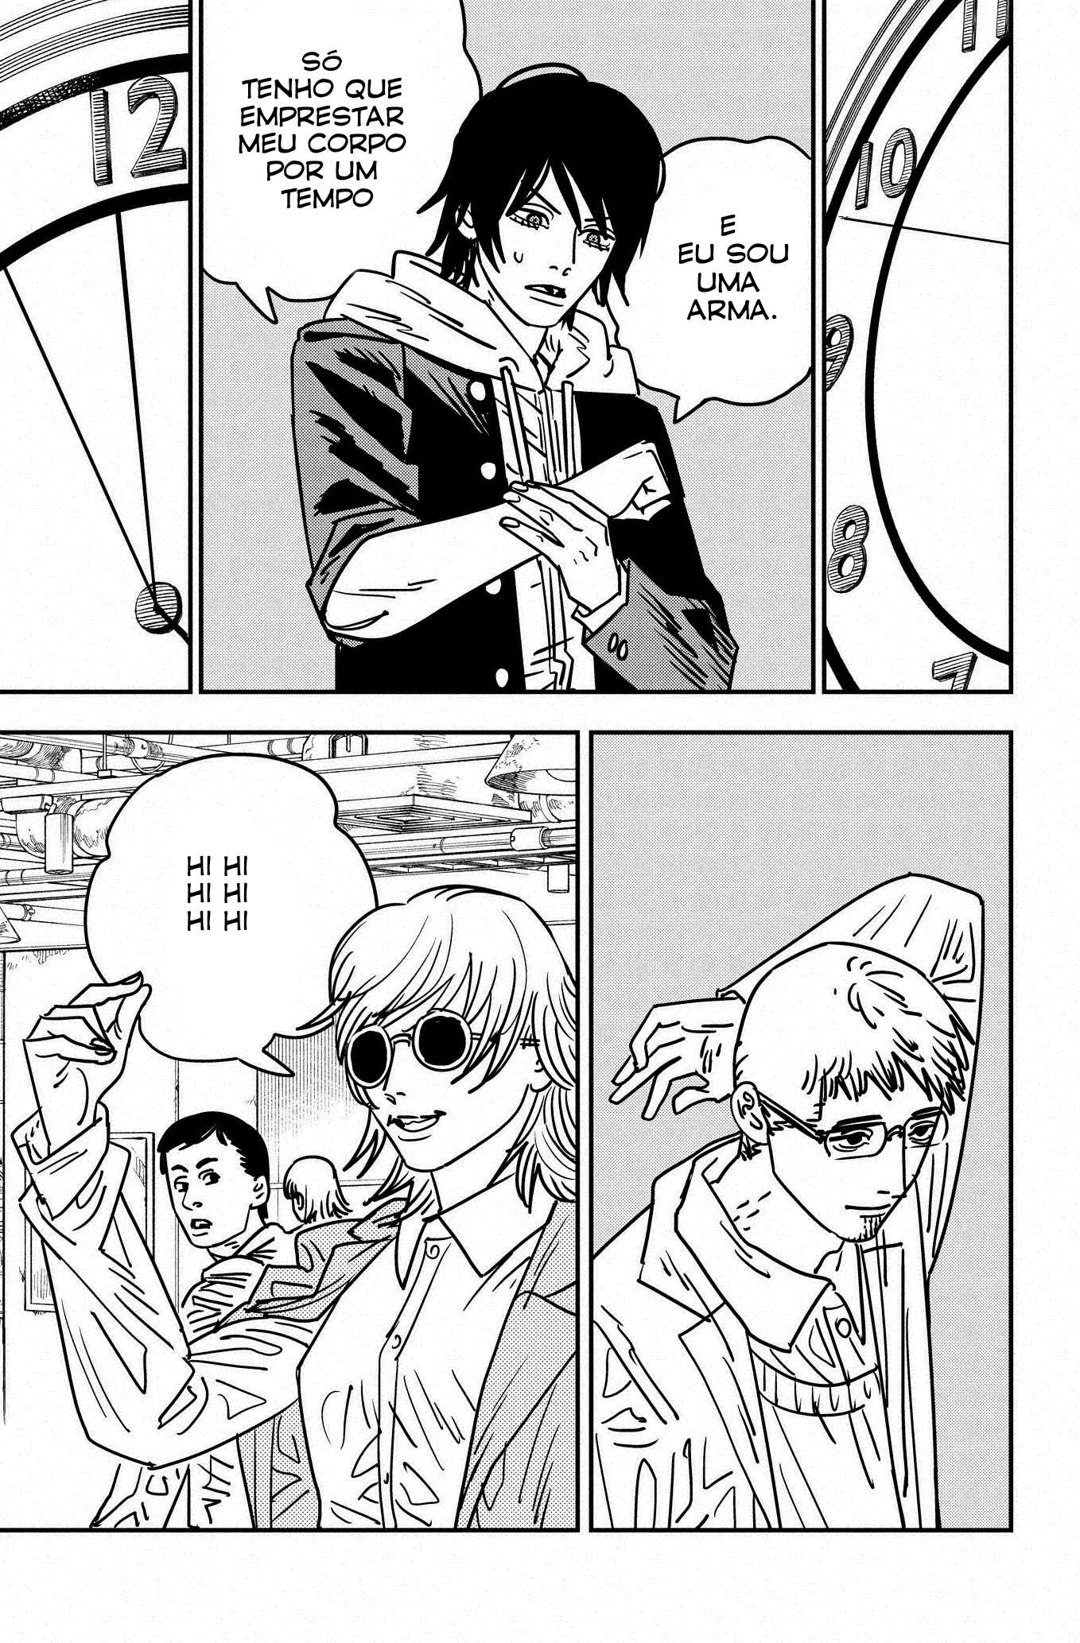 12
SÓ
TENHO QUE
EMPRESTAR
MEU CORPO
POR UM
TEMPO
E
EU SOU
UMA
ARMA.
11
10
9
8
7
HI HI
HI HI
HI HI